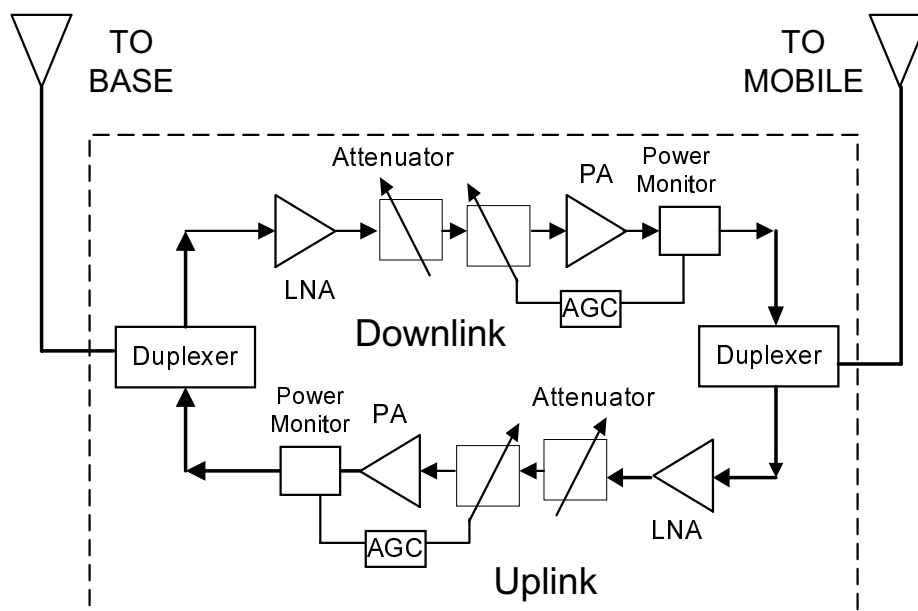 TO
BASE
TO
MOBILE
Attenuator
PA
Power
Monitor
LNA
AGC
Downlink
Duplexer
Duplexer
Power
Monitor
PA
Attenuator
LNA
AGC
Uplink